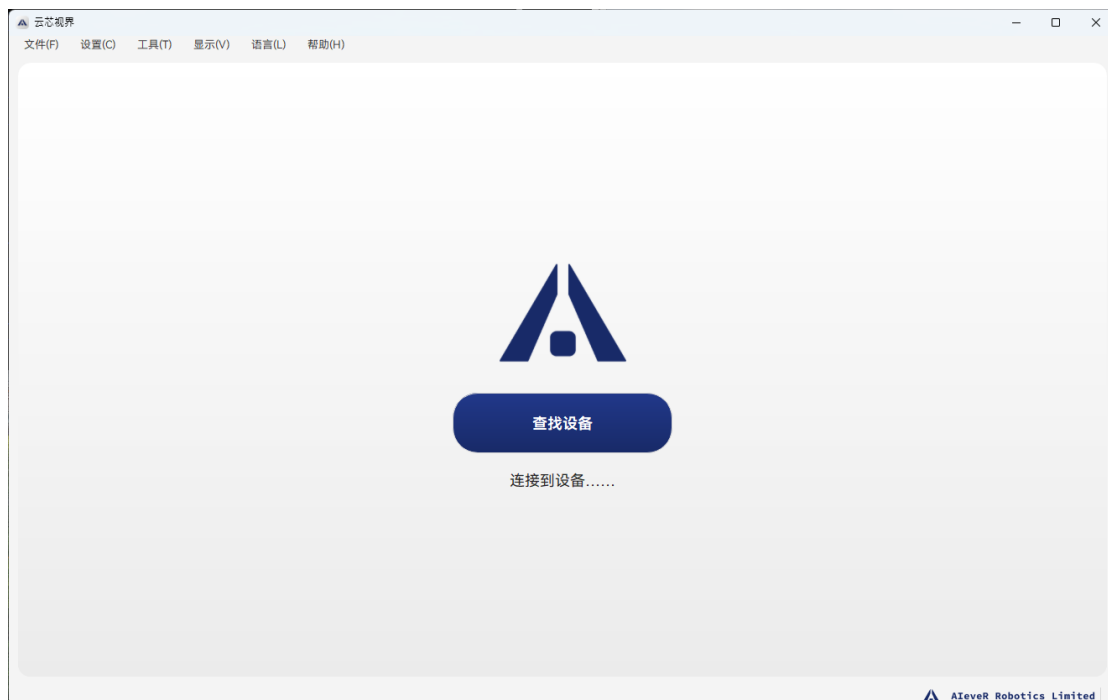 云芯视界
文件(F) 设置(C) 工具(T) 显示(V) 语言(L) 帮助(H)
查找设备
连接到设备……
AIeveR Robotics Limited